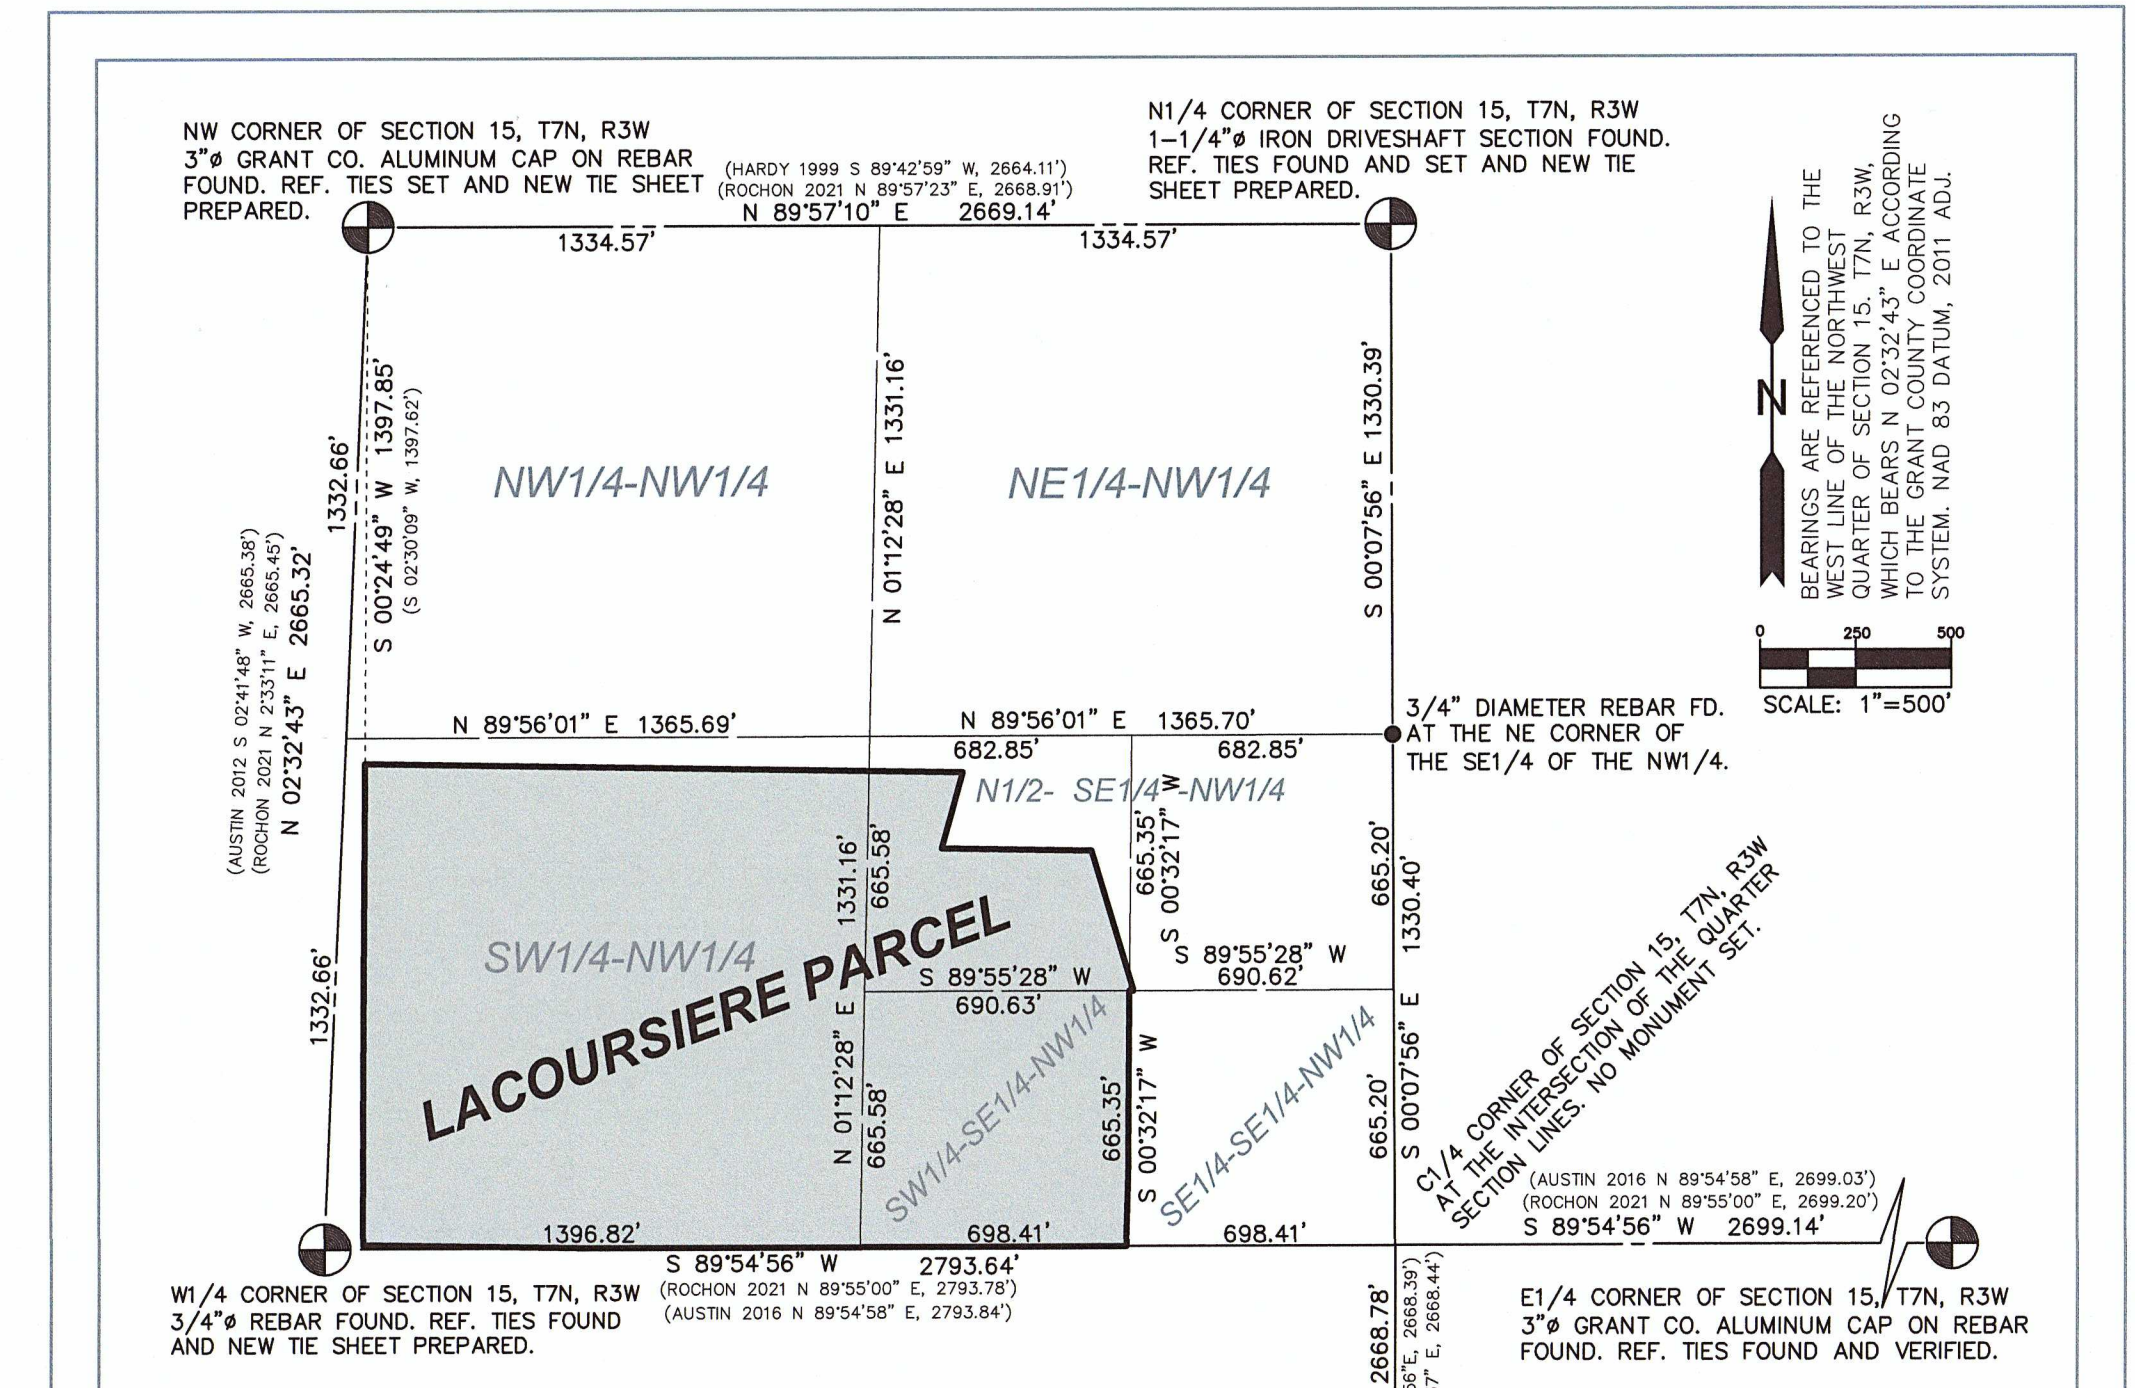 NW CORNER OF SECTION 15, T7N, R3W
3"ø GRANT CO. ALUMINUM CAP ON REBAR
FOUND. REF. TIES SET AND NEW TIE SHEET
PREPARED.
(HARDY 1999 S 89°42'59" W, 2664.11')
(ROCHON 2021 N 89°57'23" E, 2668.91')
N 89°57'10" E 2669.14'
1334.57'
1334.57'
N1/4 CORNER OF SECTION 15, T7N, R3W
1-1/4"ø IRON DRIVESHAFT SECTION FOUND.
REF. TIES FOUND AND SET AND NEW TIE
SHEET PREPARED.
BEARINGS ARE REFERENCED TO THE
WEST LINE OF THE NORTHWEST
QUARTER OF SECTION 15. T7N, R3W,
WHICH BEARS N 02°32'43" E ACCORDING
TO THE GRANT COUNTY COORDINATE
SYSTEM. NAD 83 DATUM, 2011 ADJ.
N
0 250 500
SCALE: 1"=500'
1332.66'
S 00°24'49" W 1397.85'
(S 02°30'09" W, 1397.62')
N 01°12'28" E 1331.16'
S 00°07'56" E 1330.39'
NW1/4-NW1/4
NE1/4-NW1/4
(AUSTIN 2012 S 02°41'48" W, 2665.38')
(ROCHON 2021 N 2°33'11" E, 2665.45')
N 02°32'43" E 2665.32'
N 89°56'01" E 1365.69'
N 89°56'01" E 1365.70'
682.85'
682.85'
3/4" DIAMETER REBAR FD.
AT THE NE CORNER OF
THE SE1/4 OF THE NW1/4.
N1/2- SE1/4 -NW1/4
1331.16'
665.58'
665.35'
S 00°32'17" W
665.20'
1330.40'
SW1/4-NW1/4
LACOURSIERE PARCEL
S 89°55'28" W
690.63'
S 89°55'28" W
690.62'
1332.66'
N 01°12'28" E
665.58'
SW1/4-SE1/4-NW1/4
665.35'
S 00°32'17" W
SE1/4-SE1/4-NW1/4
665.20'
S 00°07'56" E
C1/4 CORNER OF SECTION 15, T7N, R3W
AT THE INTERSECTION OF THE QUARTER
SECTION LINES. NO MONUMENT SET.
(AUSTIN 2016 N 89°54'58" E, 2699.03')
(ROCHON 2021 N 89°55'00" E, 2699.20')
S 89°54'56" W 2699.14'
1396.82'
698.41'
698.41'
S 89°54'56" W 2793.64'
(ROCHON 2021 N 89°55'00" E, 2793.78')
(AUSTIN 2016 N 89°54'58" E, 2793.84')
W1/4 CORNER OF SECTION 15, T7N, R3W
3/4"ø REBAR FOUND. REF. TIES FOUND
AND NEW TIE SHEET PREPARED.
2668.78'
E, 2668.39')
E, 2668.44')
E1/4 CORNER OF SECTION 15, T7N, R3W
3"ø GRANT CO. ALUMINUM CAP ON REBAR
FOUND. REF. TIES FOUND AND VERIFIED.